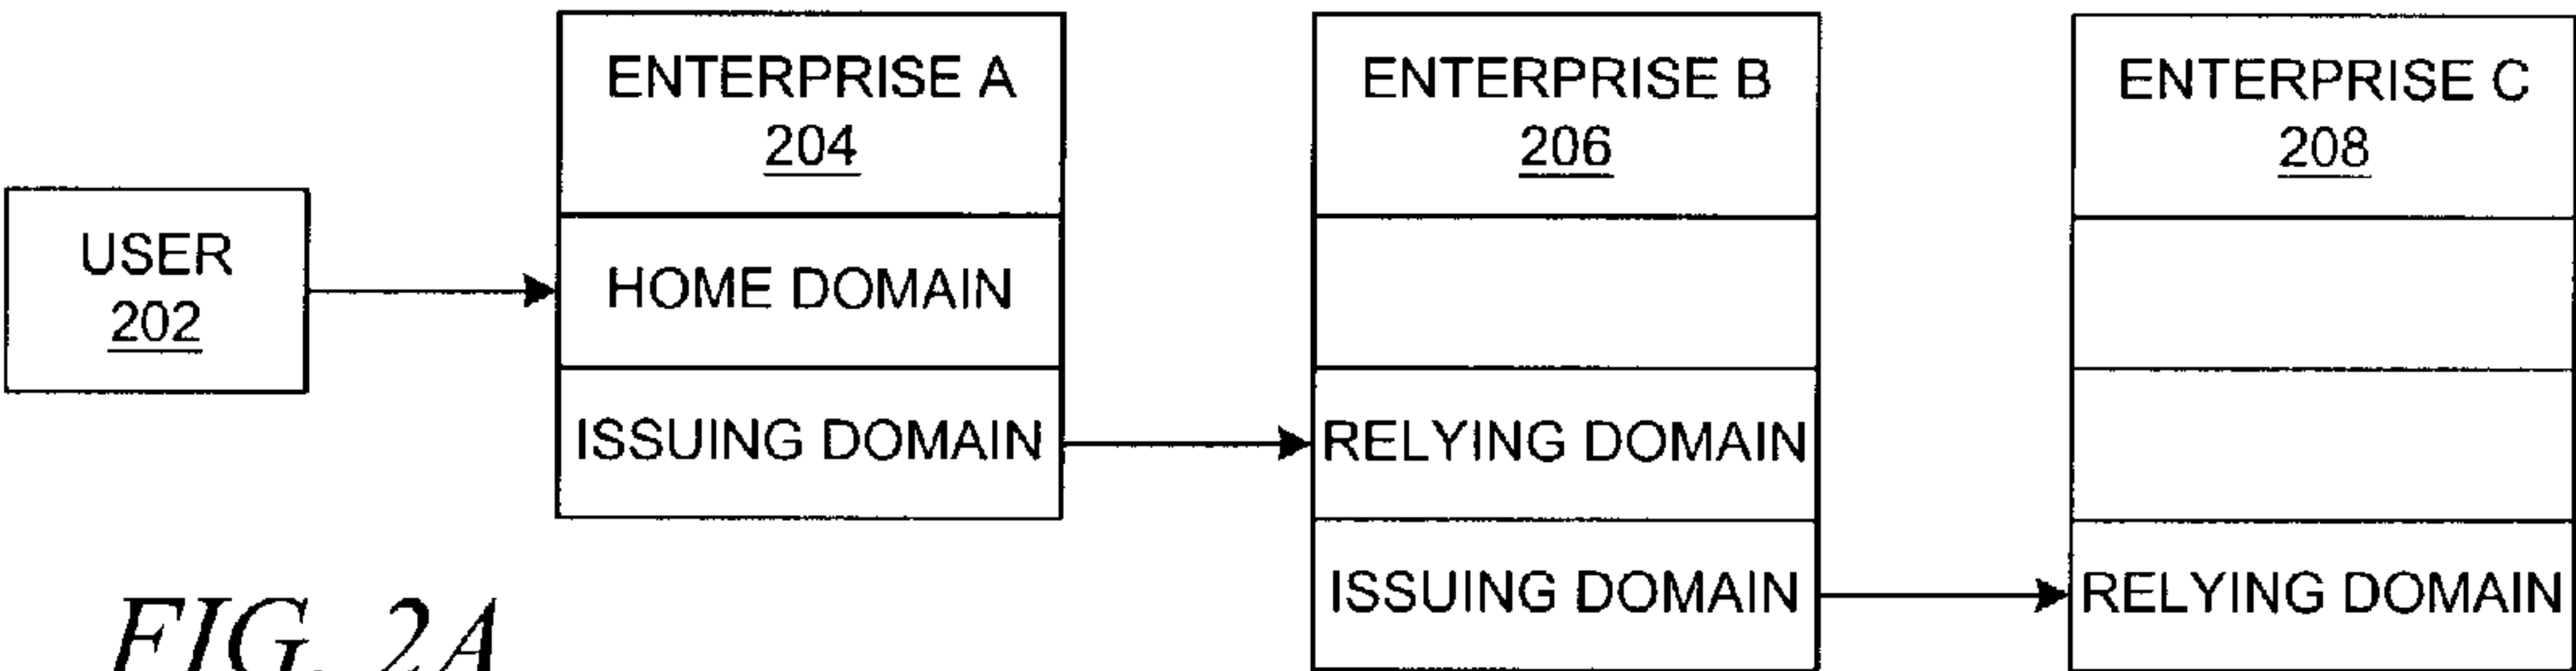 USER
202
ENTERPRISE A
204
HOME DOMAIN
ISSUING DOMAIN
ENTERPRISE B
206
RELYING DOMAIN
ISSUING DOMAIN
ENTERPRISE C
208
RELYING DOMAIN
FIG. 2A